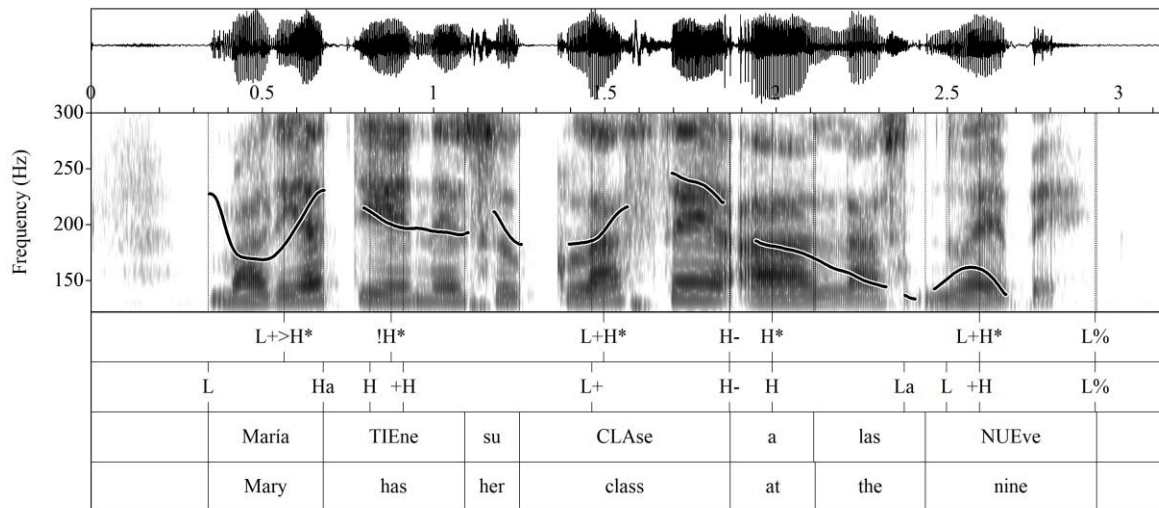 0 0.5 1 1.5 2 2.5 3
Frequency (Hz)
300
250
200
150
L+>H* !H* L+H* H- H* L+H* L%
L Ha H +H L+ H- H La L +H L%
María TIEne su CLAse a las NUEve
Mary has her class at the nine